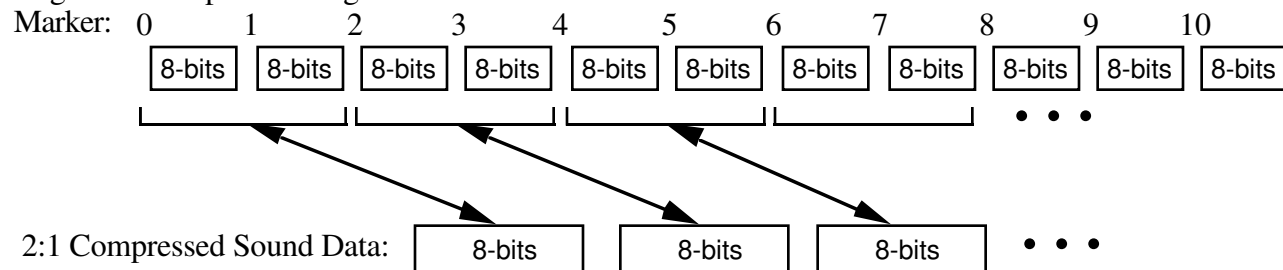 Marker: 0 1 2 3 4 5 6 7 8 9 10
8-bits 8-bits 8-bits 8-bits 8-bits 8-bits 8-bits 8-bits 8-bits 8-bits 8-bits
2:1 Compressed Sound Data: 8-bits 8-bits 8-bits